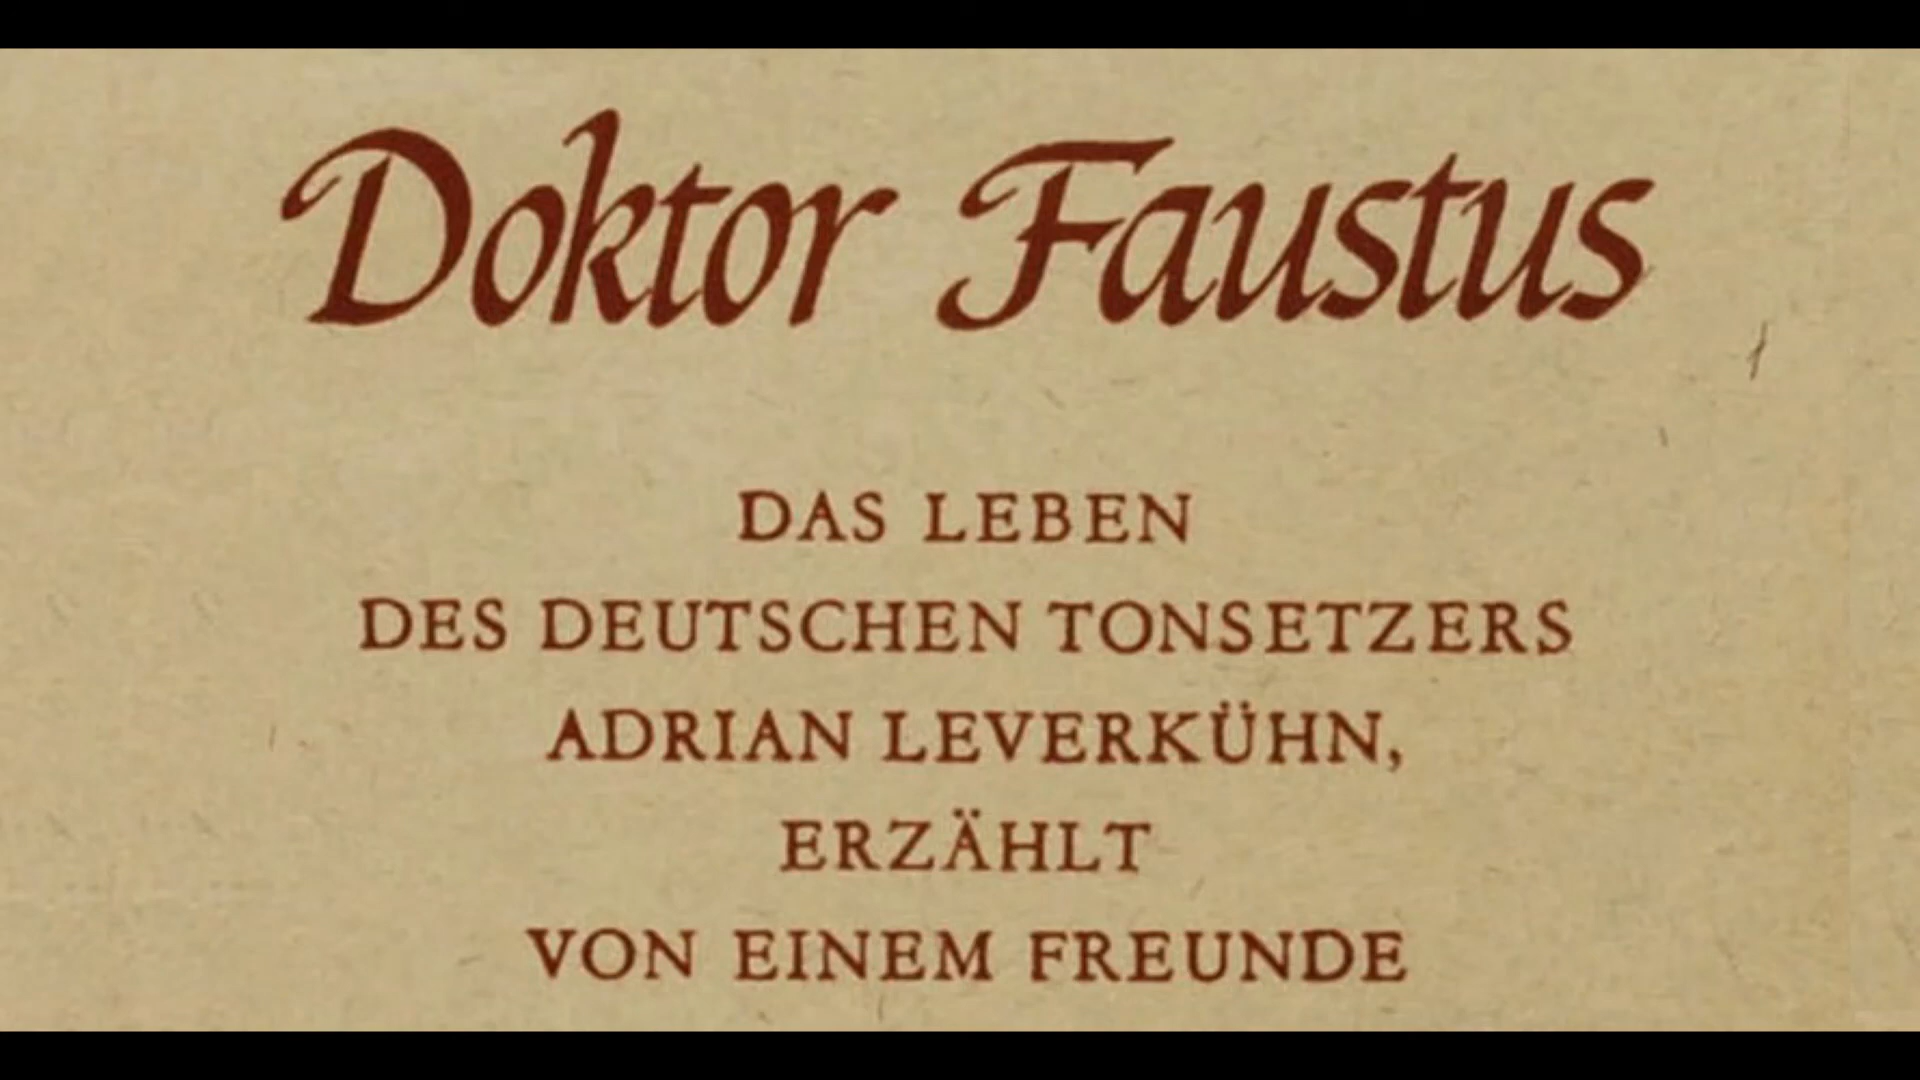 Doktor Faustus
DAS LEBEN
DES DEUTSCHEN TONSETZERS
ADRIAN LEVERKÜHN,
ERZÄHLT
VON EINEM FREUNDE